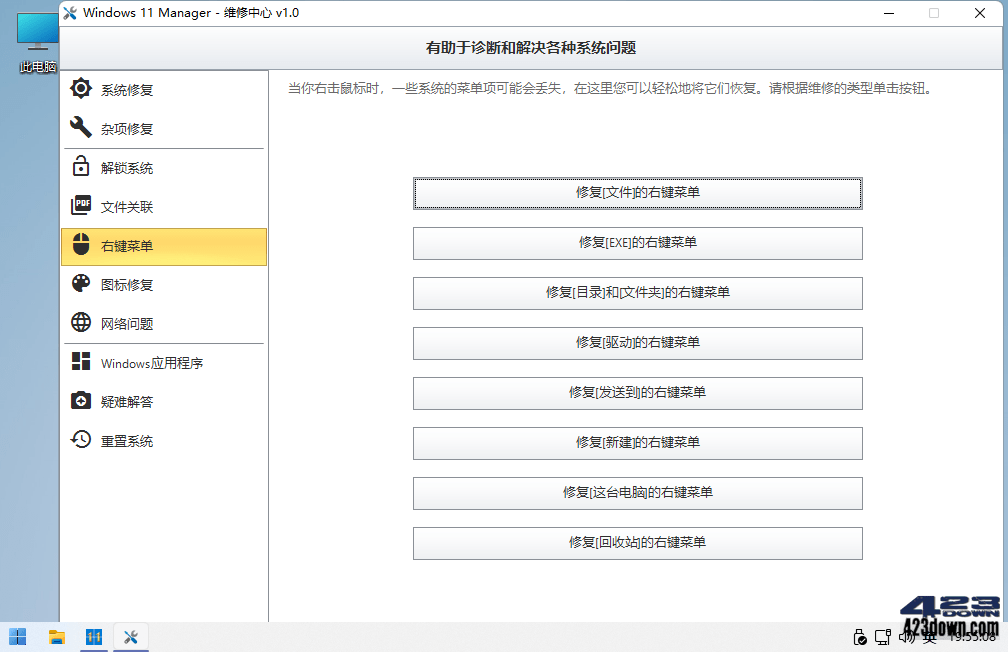 Windows 11 Manager - 维修中心 v1.0
此电脑
有助于诊断和解决各种系统问题
系统修复
杂项修复
解锁系统
PDF
文件关联
右键菜单
图标修复
网络问题
Windows应用程序
疑难解答
重置系统
当你右击鼠标时，一些系统的菜单项可能会丢失，在这里您可以轻松地将它们恢复。请根据维修的类型单击按钮。
修复[文件]的右键菜单
修复[EXE]的右键菜单
修复[目录]和[文件夹]的右键菜单
修复[驱动]的右键菜单
修复[发送到]的右键菜单
修复[新建]的右键菜单
修复[这台电脑]的右键菜单
修复[回收站]的右键菜单
423
DOWN
423down.com
英
19:55:08